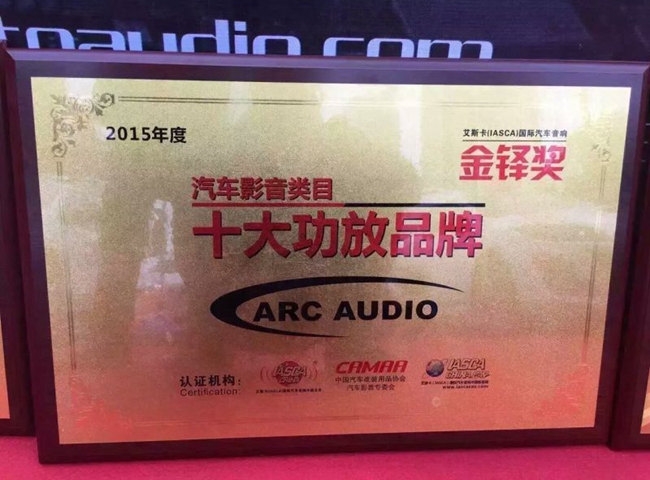 toaudio.com
2015年度
艾斯卡(IASCA)国际汽车音响
金铎奖
汽车影音类目
十大功放品牌
ARC AUDIO
认证机构:
Certification:
IASCA
CAMAA
中国汽车用品协会
汽车影音专委会
IASCA